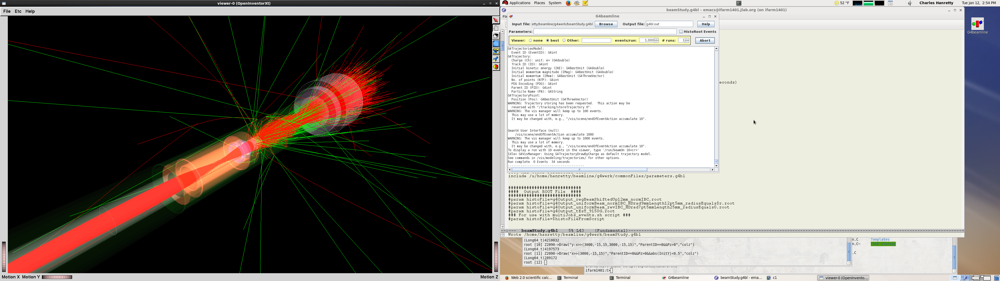 viewer-0 (OpenInventorXt)
File Etc Help
Motion X Motion Y
Motion Z
Applications Places System
52 °F
Charles Hanretty
Tue Jan 12, 2:54 PM
beamStudy.g4bl - emacs@ifarm1401.jlab.org (on ifarm1401)
G4beamline
Input file: etty/beamline/g4werk/beamStudy.g4bl Browse Output file: g4bl.out Help
Parameters: HistoRoot Events
Viewer: none best Other: events/run: 1,000 # runs: 1 Abort
G4TrajectoriesModel:
Event ID (EventID): G4int
G4Trajectory:
Charge (Ch): unit: e+ (G4double)
Track ID (ID): G4int
Initial kinetic energy (IKE): G4BestUnit (G4double)
Initial momentum magnitude (IMag): G4BestUnit (G4double)
Initial momentum (IMom): G4BestUnit (G4ThreeVector)
No. of points (NTP): G4int
PDG Encoding (PDG): G4int
Parent ID (PID): G4int
Particle Name (PN): G4String
G4TrajectoryPoint:
Position (Pos): G4BestUnit (G4ThreeVector)
WARNING: Trajectory storing has been requested. This action may be
reversed with "/tracking/storeTrajectory 0".
WARNING: The vis manager will keep up to 100 events.
This may use a lot of memory.
It may be changed with, e.g., "/vis/scene/endOfEventAction accumulate 10".
Geant4 User Interface (null)
/vis/scene/endOfEventAction accumulate 1000
WARNING: The vis manager will keep up to 1000 events.
This may use a lot of memory.
It may be changed with, e.g., "/vis/scene/endOfEventAction accumulate 10".
To display a run with 10 events in the viewer, type '/run/beamOn 10<cr>'
Idle> G4VisManager: Using G4TrajectoryDrawByCharge as default trajectory model.
See commands in /vis/modeling/trajectories/ for other options.
Run complete 0 Events 34 seconds
-----------------------------------------
econds)
G4beamline
include /u/home/hanretty/beamline/g4werk/commonFiles/parameters.g4bl
############################
#### Output ROOT File ####
############################
#param histoFile=g4Output_regBeamShiftedUp12mm_normIBC.root
#param histoFile=g4Output_uniformBeam_normIBC_HDrad9mmLength12pt5mm_radiusEquals$r.root
#param histoFile=g4Output_uniformBeam_revIBC_HDrad7pt5mmLength25mm_radiusEquals0.root
#param histoFile=g4Output_tEsT_9150G.root
### For use with multiJobs_events.sh script ###
#param histoFile=$histoFileFromScript
--:--- beamStudy.g4bl 5% L43 (Fundamental)
Wrote /home/hanretty/beamline/g4werk/beamStudy.g4bl
(Long64_t)4210032
root [10] Z2090->Draw("y:x>>(3000,-15,15,3000,-15,15)","ParentID==0&&Pz>0","colz")
(Long64_t)4197573
root [11] Z2090->Draw("x>>(3000,-15,15)","ParentID==0&&Pz>0&&abs(InitY)<0.5","colz")
(Long64_t)289172
root [12]
n.C Templates
n.C~
.C
ifarm1401:t>
Web 2.0 scientific calc...
Terminal
Terminal
G4beamline
beamStudy.g4bl - ema...
c1
viewer-0 (OpenInvento...